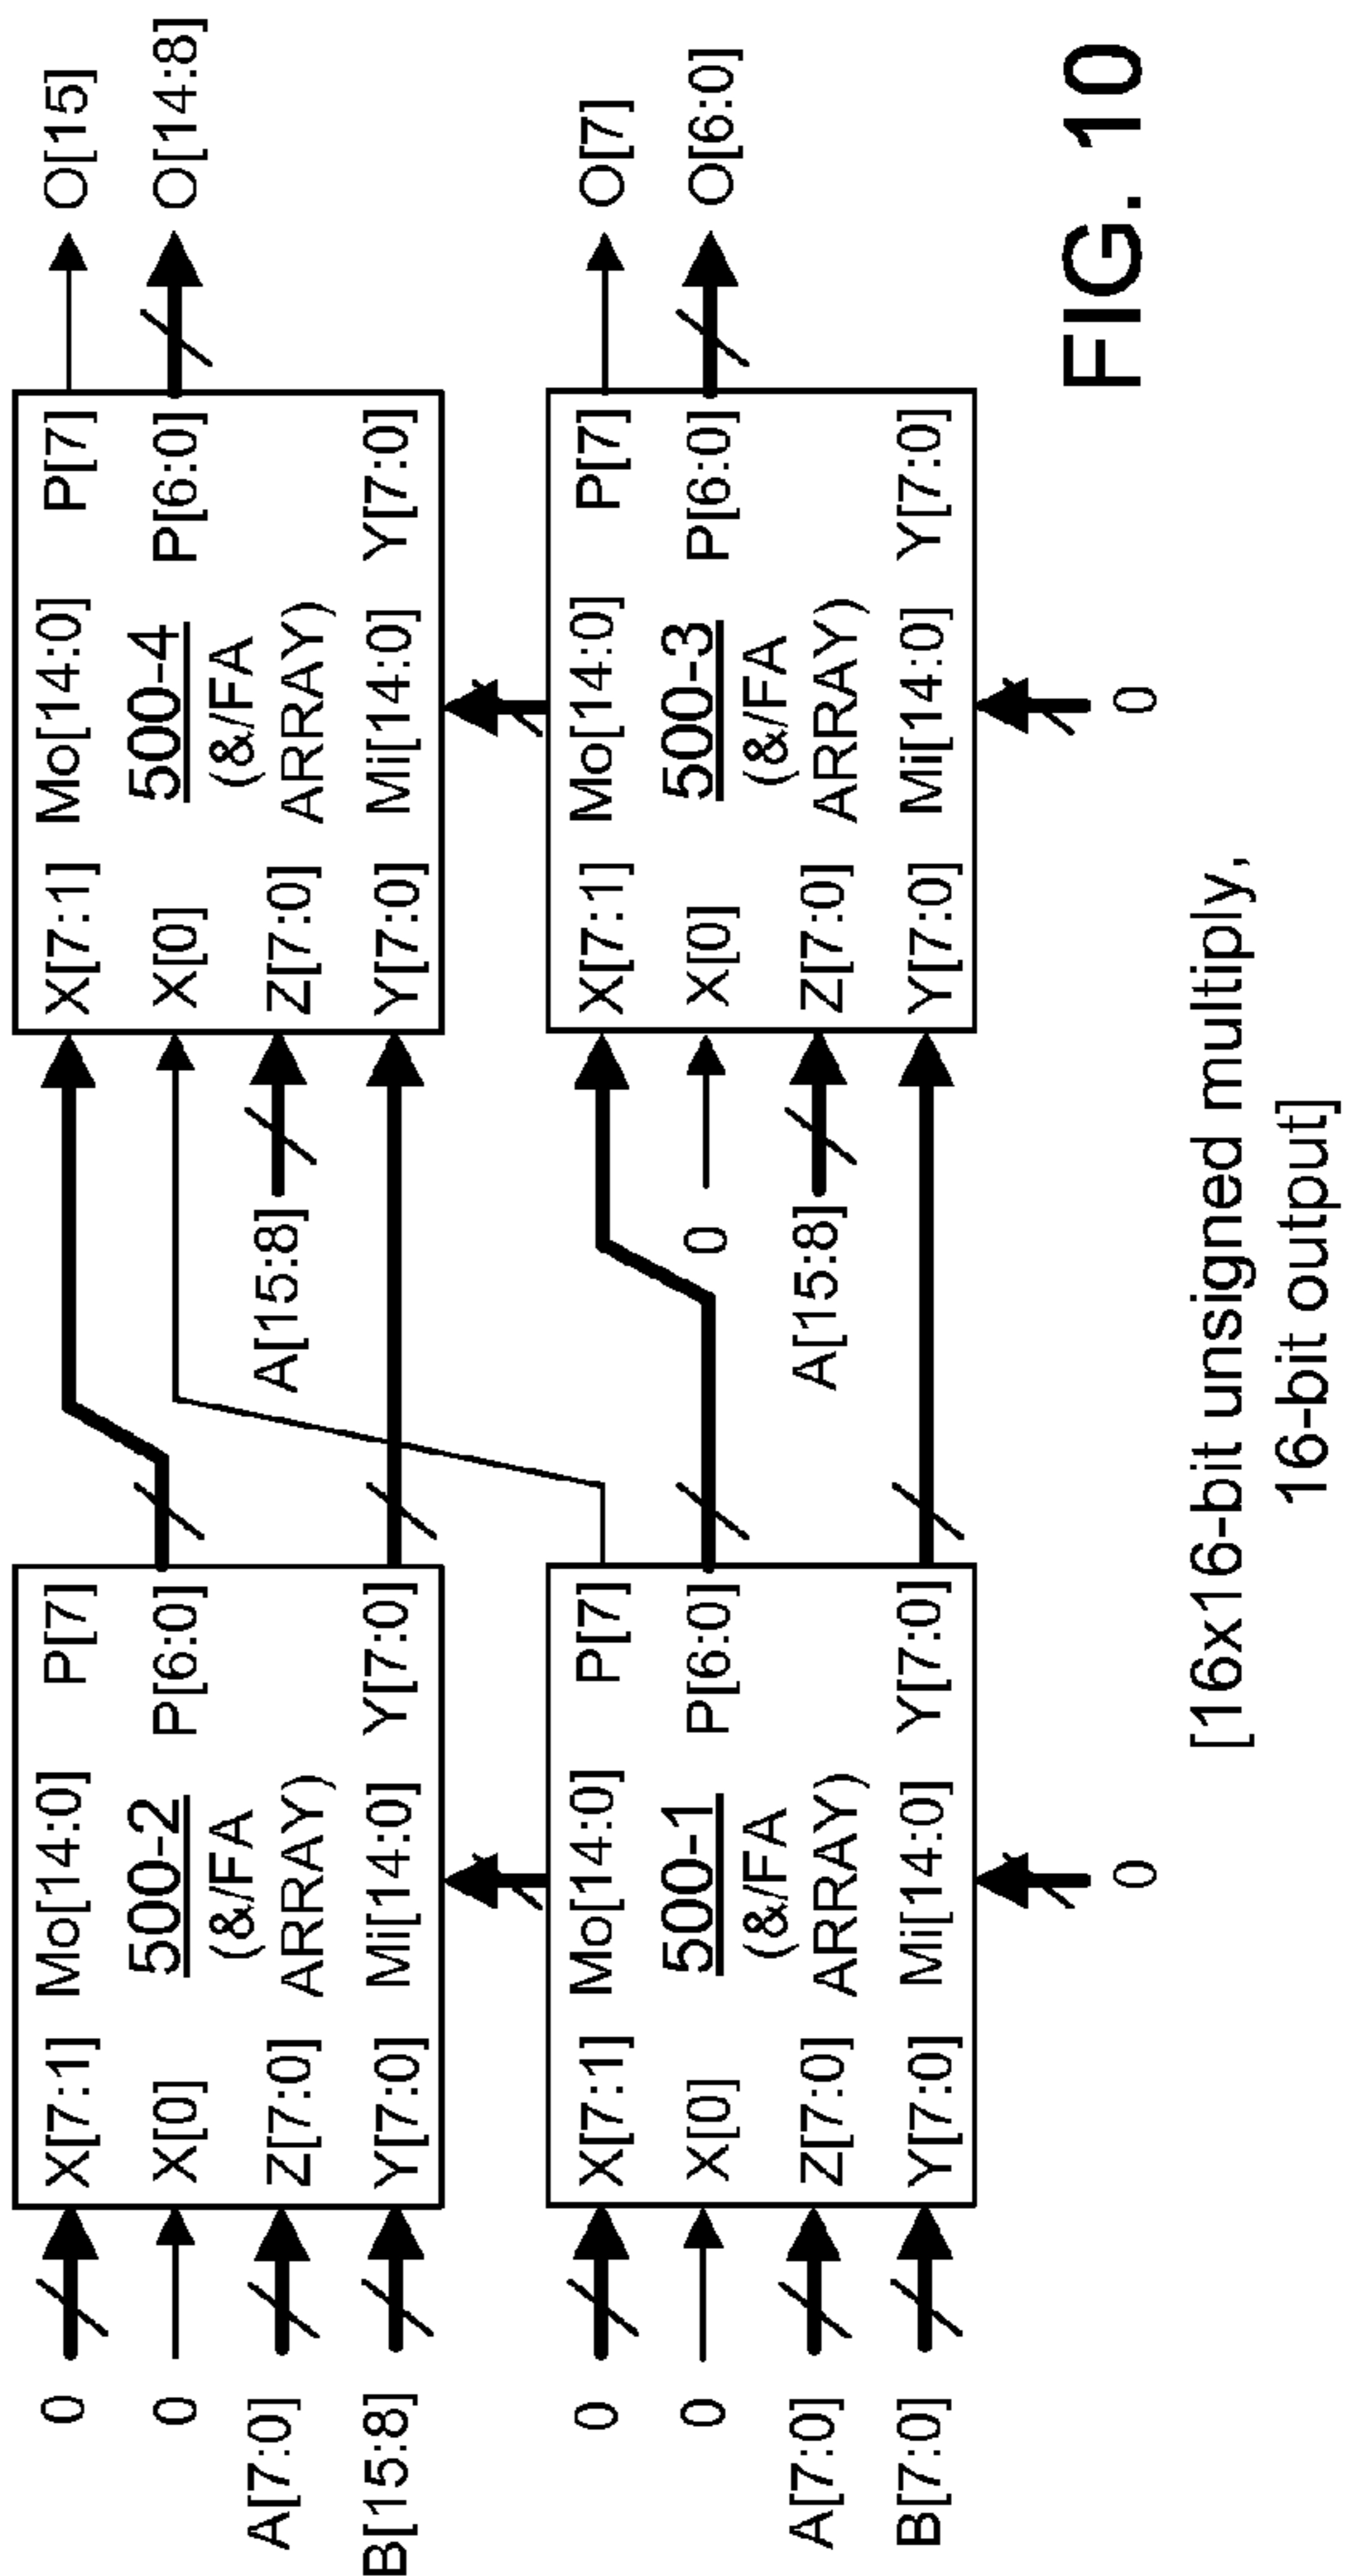 0
0
A[7:0]
B[15:8]
X[7:1] Mo[14:0] P[7]
X[0] 500-2 P[6:0]
(&/FA
Z[7:0] ARRAY)
Y[7:0] Mi[14:0] Y[7:0]
A[15:8]
X[7:1] Mo[14:0] P[7]
X[0] 500-4 P[6:0]
(&/FA
Z[7:0] ARRAY)
Y[7:0] Mi[14:0] Y[7:0]
O[15]
O[14:8]
0
0
A[7:0]
B[7:0]
X[7:1] Mo[14:0] P[7]
X[0] 500-1 P[6:0]
(&/FA
Z[7:0] ARRAY)
Y[7:0] Mi[14:0] Y[7:0]
0
0
A[15:8]
X[7:1] Mo[14:0] P[7]
X[0] 500-3 P[6:0]
(&/FA
Z[7:0] ARRAY)
Y[7:0] Mi[14:0] Y[7:0]
0
O[7]
O[6:0]
[16x16-bit unsigned multiply,
16-bit output]
FIG. 10